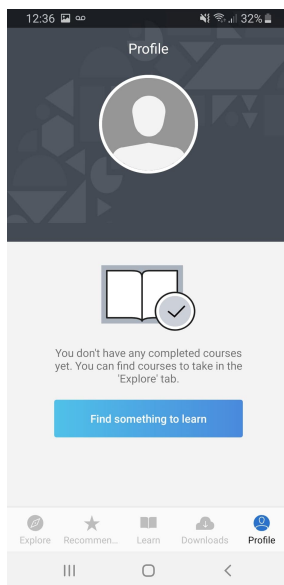 12:36 32%
Profile
You don't have any completed courses
yet. You can find courses to take in the
'Explore' tab.
Find something to learn
Explore Recommen... Learn Downloads Profile